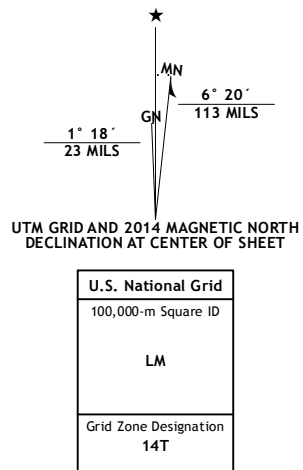 ★
MN
GN
6° 20´
113 MILS
1° 18´
23 MILS
UTM GRID AND 2014 MAGNETIC NORTH
DECLINATION AT CENTER OF SHEET
U.S. National Grid
100,000-m Square ID
LM
Grid Zone Designation
14T